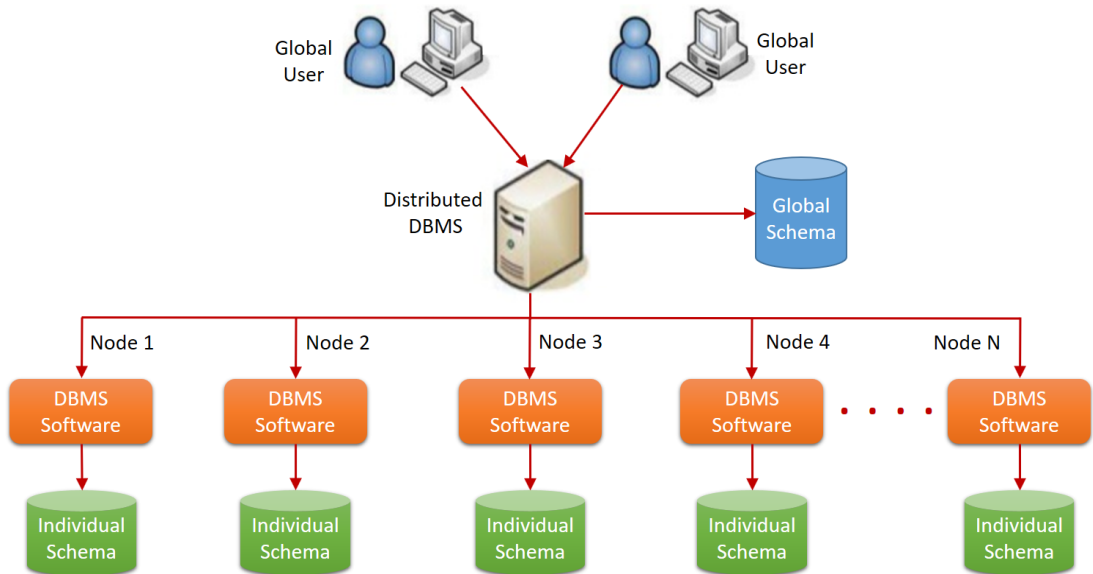 Global
User
Global
User
Distributed
DBMS
Global
Schema
Node 1
Node 2
Node 3
Node 4
Node N
DBMS
Software
DBMS
Software
DBMS
Software
DBMS
Software
DBMS
Software
Individual
Schema
Individual
Schema
Individual
Schema
Individual
Schema
Individual
Schema